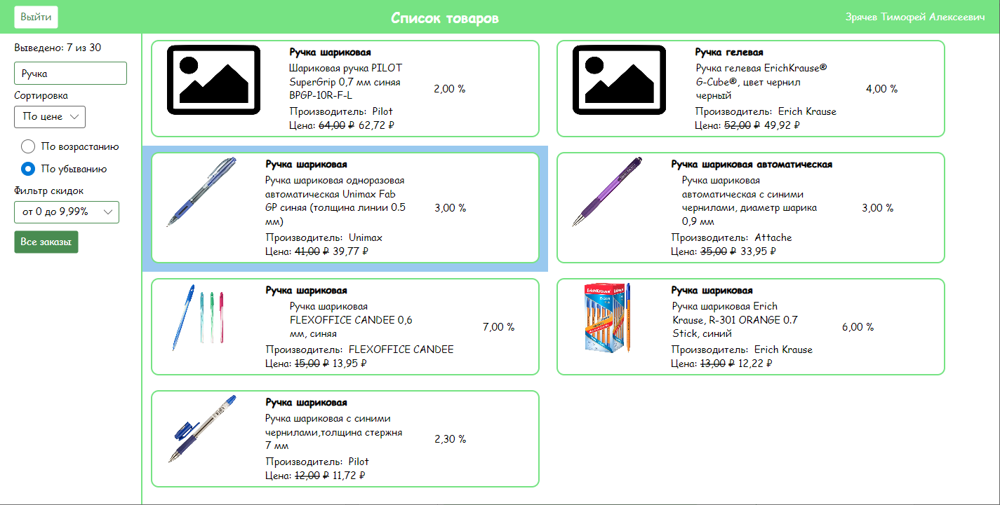 Выйти
Список товаров
Зрячев Тимофей Алексеевич
Выведено: 7 из 30
Ручка
Сортировка
По цене
По возрастанию
По убыванию
Фильтр скидок
от 0 до 9,99%
Все заказы
Ручка шариковая
Шариковая ручка PILOT
SuperGrip 0,7 мм синяя
BPGP-10R-F-L
2,00 %
Производитель: Pilot
Цена: 64,00 ₽ 62,72 ₽
Ручка гелевая
Ручка гелевая ErichKrause®
G-Cube®, цвет чернил
черный
4,00 %
Производитель: Erich Krause
Цена: 52,00 ₽ 49,92 ₽
Ручка шариковая
Ручка шариковая одноразовая
автоматическая Unimax Fab
GP синяя (толщина линии 0.5
мм)
3,00 %
Производитель: Unimax
Цена: 41,00 ₽ 39,77 ₽
Ручка шариковая автоматическая
Ручка шариковая
автоматическая с синими
чернилами, диаметр шарика
0,9 мм
3,00 %
Производитель: Attache
Цена: 35,00 ₽ 33,95 ₽
Ручка шариковая
Ручка шариковая
FLEXOFFICE CANDEE 0,6
мм, синяя
7,00 %
Производитель: FLEXOFFICE CANDEE
Цена: 15,00 ₽ 13,95 ₽
ErichKrause
R-301
Ручка шариковая
Ручка шариковая Erich
Krause, R-301 ORANGE 0.7
Stick, синий
6,00 %
Производитель: Erich Krause
Цена: 13,00 ₽ 12,22 ₽
Ручка шариковая
Ручка шариковая с синими
чернилами,толщина стержня
7 мм
2,30 %
Производитель: Pilot
Цена: 12,00 ₽ 11,72 ₽